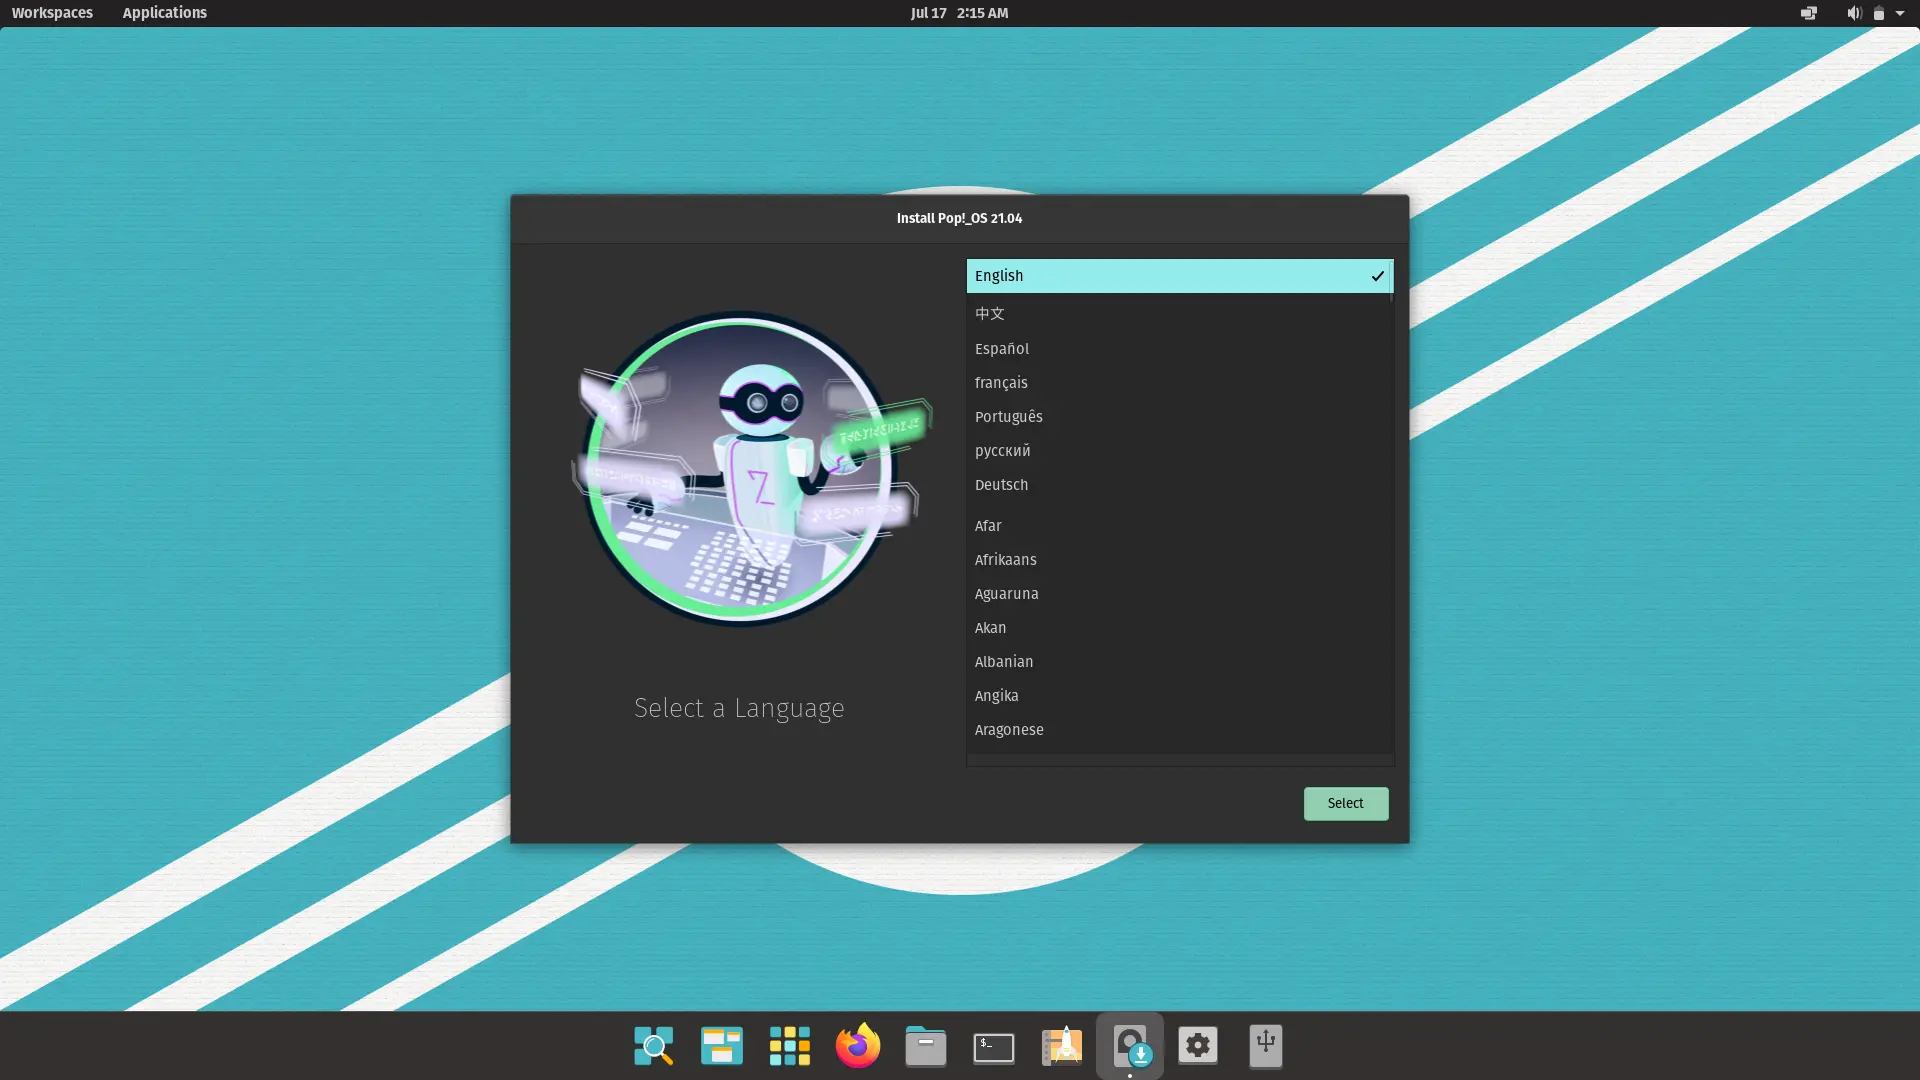 Workspaces Applications Jul 17 2:15 AM
Install Pop!_OS 21.04
English
中文
Español
français
Português
русский
Deutsch
Afar
Afrikaans
Aguaruna
Akan
Albanian
Angika
Aragonese
Select a Language
Select
$_